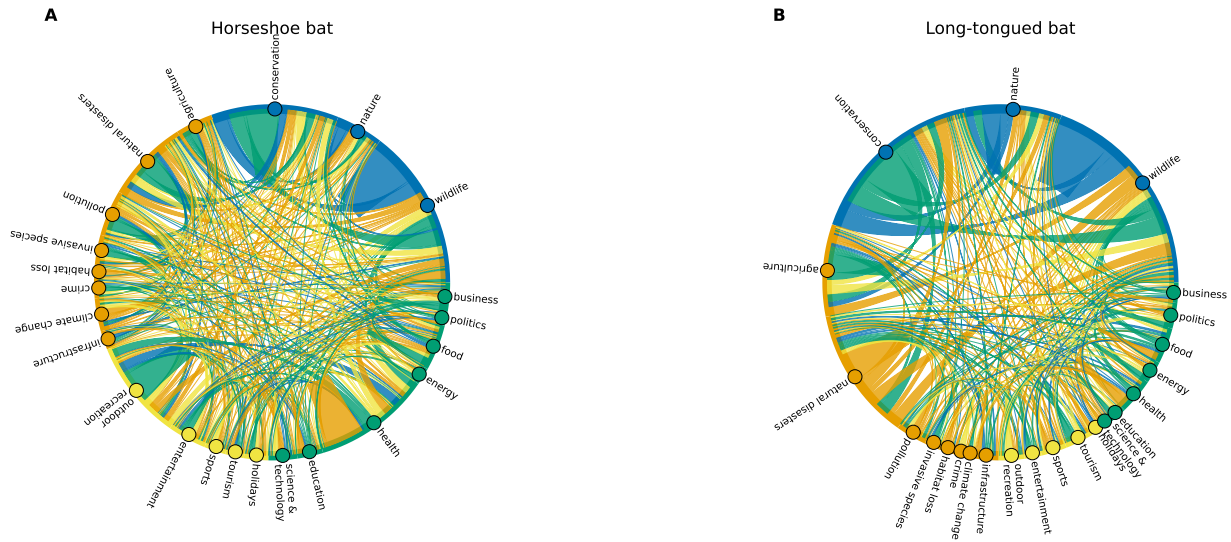 A
Horseshoe bat
conservation
nature
wildlife
business
politics
food
energy
health
education
science &
technology
holidays
tourism
sports
entertainment
outdoor
recreation
infrastructure
climate change
crime
habitat loss
invasive species
pollution
natural disasters
agriculture
B
Long-tongued bat
nature
wildlife
business
politics
food
energy
health
education
science &
technology
holidays
tourism
sports
entertainment
outdoor
recreation
infrastructure
climate change
crime
habitat loss
invasive species
pollution
natural disasters
agriculture
conservation